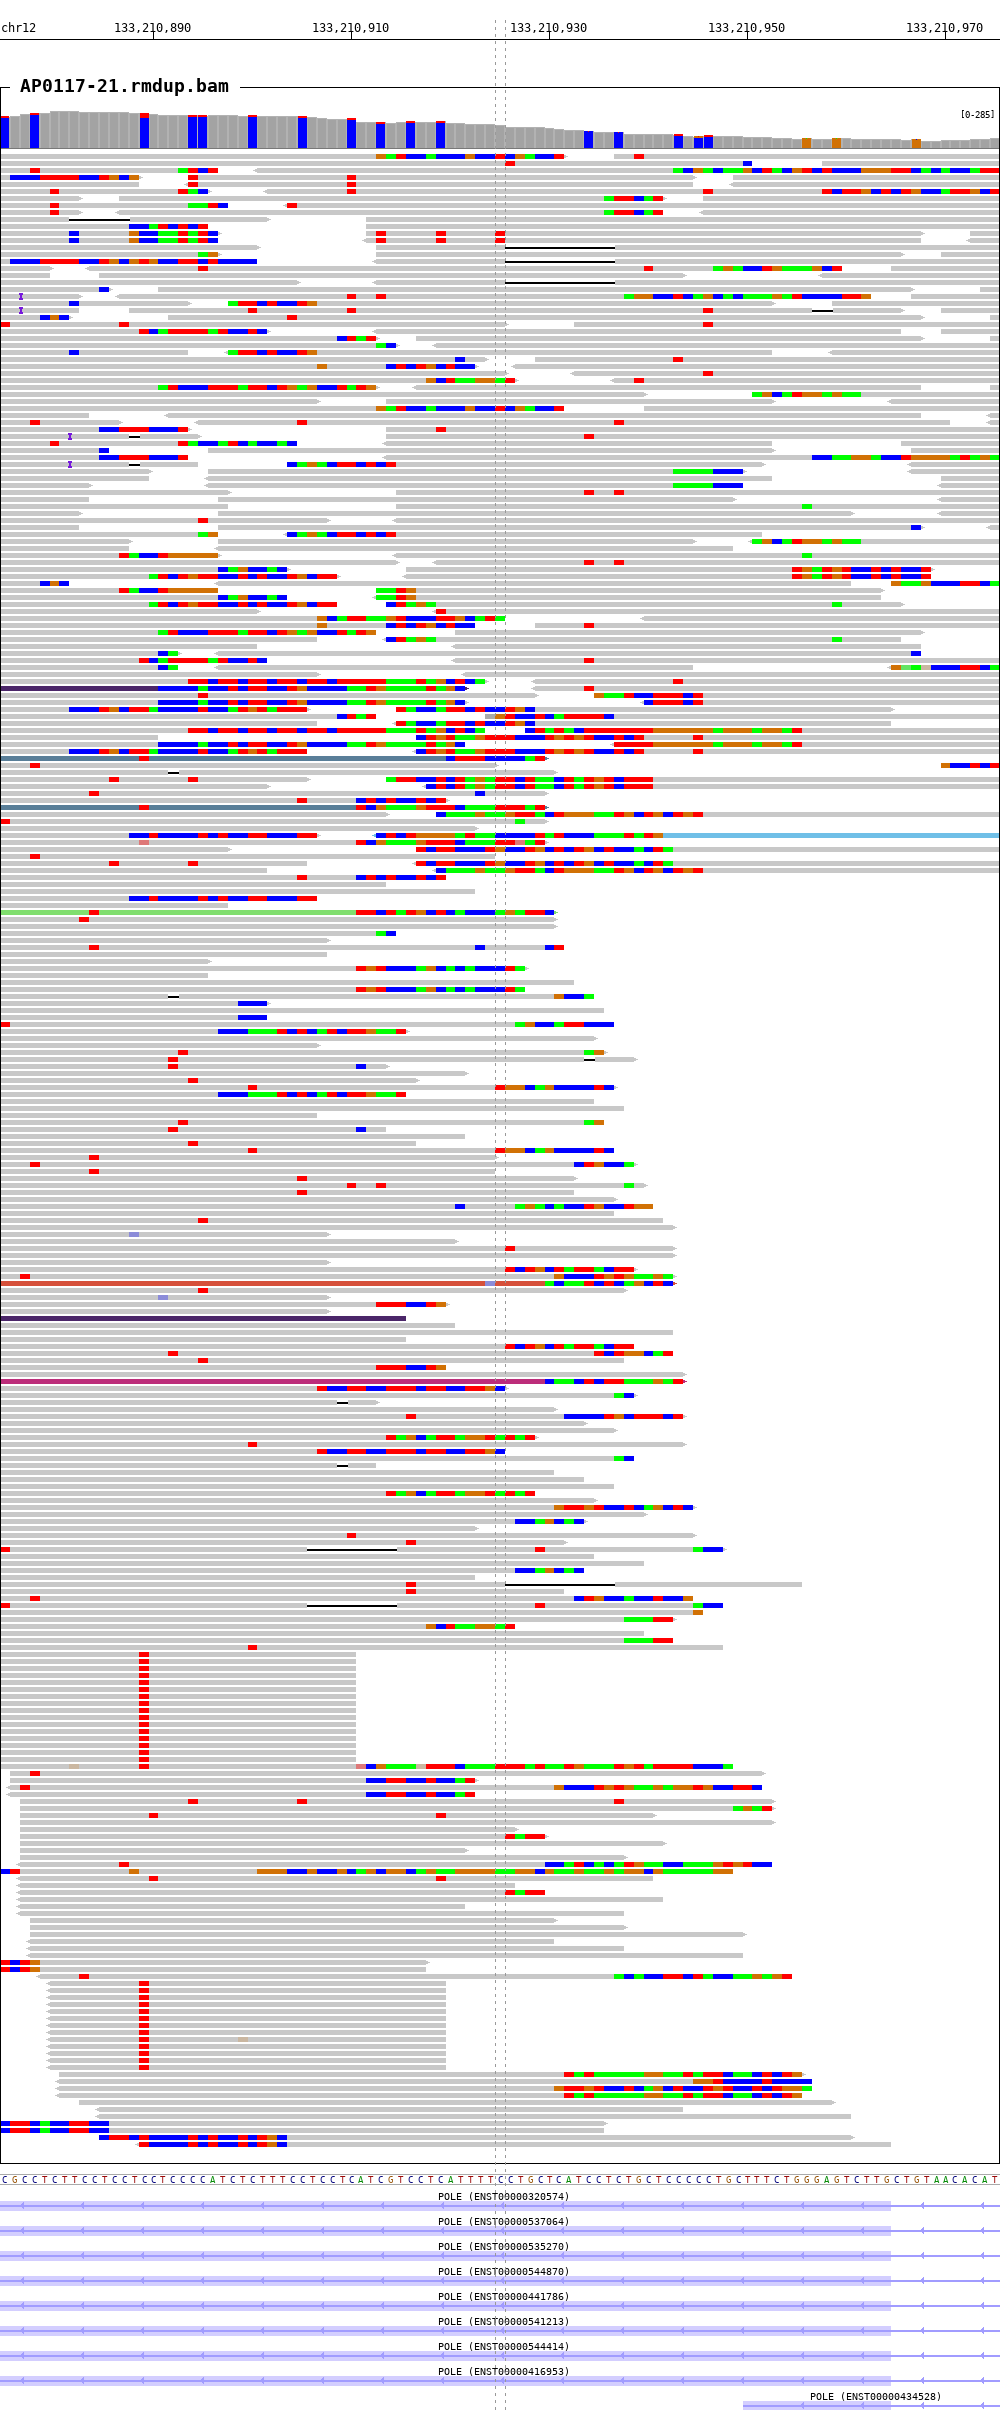 chr12 133,210,890 133,210,910 133,210,930 133,210,950 133,210,970
AP0117-21.rmdup.bam
[0-285]
C G C C T C T T C C T C C T C C T C C C C A T C T C T T T C C T C C T C A T C G T C C T C A T T T T C C T G C T C A T C C T C T G C T C C C C C T G C T T T C T G G G A G T C T T G C T G T A A C A C A T
POLE (ENST00000320574)
POLE (ENST00000537064)
POLE (ENST00000535270)
POLE (ENST00000544870)
POLE (ENST00000441786)
POLE (ENST00000541213)
POLE (ENST00000544414)
POLE (ENST00000416953)
POLE (ENST00000434528)